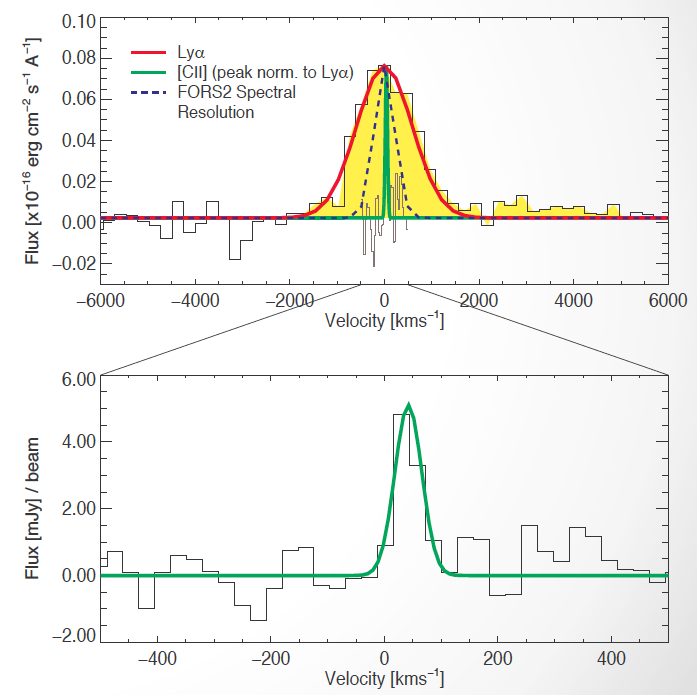 0.10
0.08
0.06
0.04
0.02
0.00
−0.02
Flux [x10⁻¹⁶ erg cm⁻² s⁻¹ A⁻¹]
Lyα
[CII] (peak norm. to Lyα)
FORS2 Spectral
Resolution
−6000 −4000 −2000 0 2000 4000 6000
Velocity [kms⁻¹]
6.00
4.00
2.00
0.00
−2.00
Flux [mJy] / beam
−400 −200 0 200 400
Velocity [kms⁻¹]